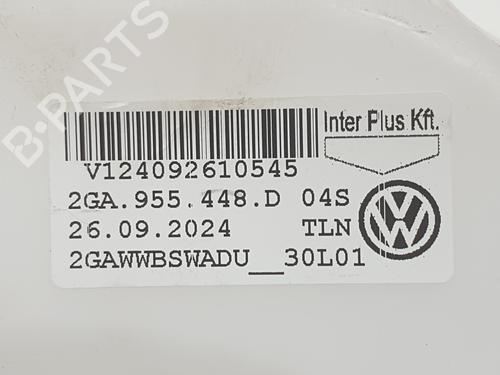 B-PARTS
Inter Plus Kft.
V124092610545
2GA.955.448.D 04S
26.09.2024 TLN
2GAWWBSWADU__30L01